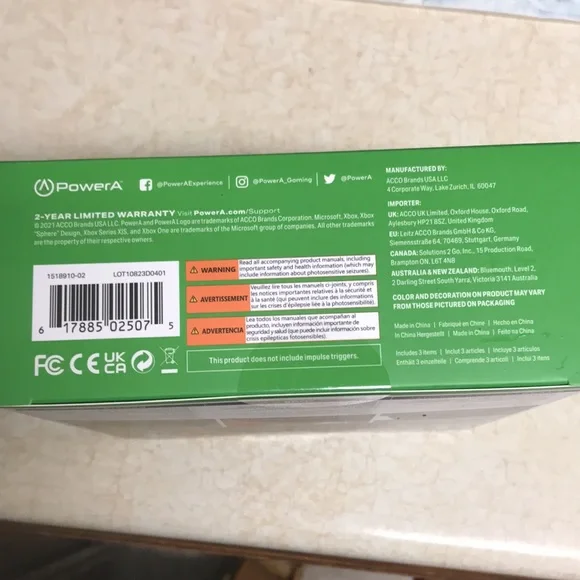 PowerA
@PowerAExperience
@PowerA_Gaming
@PowerA
2-YEAR LIMITED WARRANTY Visit PowerA.com/Support
© 2021 ACCO Brands USA LLC. PowerA and PowerA Logo are trademarks of ACCO Brands Corporation. Microsoft, Xbox, Xbox
"Sphere" Design, Xbox Series X|S, and Xbox One are trademarks of the Microsoft group of companies. All other trademarks
are the property of their respective owners.
1518910-02 LOT10823D0401
6 17885 02507 5
FC CE UK CA
WARNING
Read all accompanying product manuals, including
important safety and health information (which may
include information about photosensitive seizures).
AVERTISSEMENT
Veuillez lire tous les manuels ci-joints, y compris
les notices importantes relatives à la sécurité et
à la santé (qui peuvent inclure des informations
sur les crises d'épilepsie liée à la photosensibilité).
ADVERTENCIA
Lea todos los manuales que acompañan al
producto, incluyen información importante de
seguridad y salud (que puede incluir información sobre
crisis epilépticas fotosensibles).
This product does not include impulse triggers.
MANUFACTURED BY:
ACCO Brands USA LLC
4 Corporate Way, Lake Zurich, IL 60047
IMPORTER:
UK: ACCO UK Limited, Oxford House, Oxford Road,
Aylesbury HP21 8SZ, United Kingdom
EU: Leitz ACCO Brands GmbH & Co KG,
Siemensstraße 64, 70469, Stuttgart, Germany
CANADA: Solutions 2 Go. Inc., 15 Production Road,
Brampton ON. L6T 4N8
AUSTRALIA & NEW ZEALAND: Bluemouth, Level 2,
2 Darling Street South Yarra, Victoria 3141 Australia
COLOR AND DECORATION OF PRODUCT MAY VARY
FROM THOSE PICTURED ON PACKAGING
Made in China | Fabriqué en Chine | Hecho en China
In China Hergestellt | Made in China | Feito na China
Includes 3 items | Inclut 3 articles | Incluye 3 artículos
Enthält 3 einzelteile | Comprende 3 articoli | Inclui 3 itens